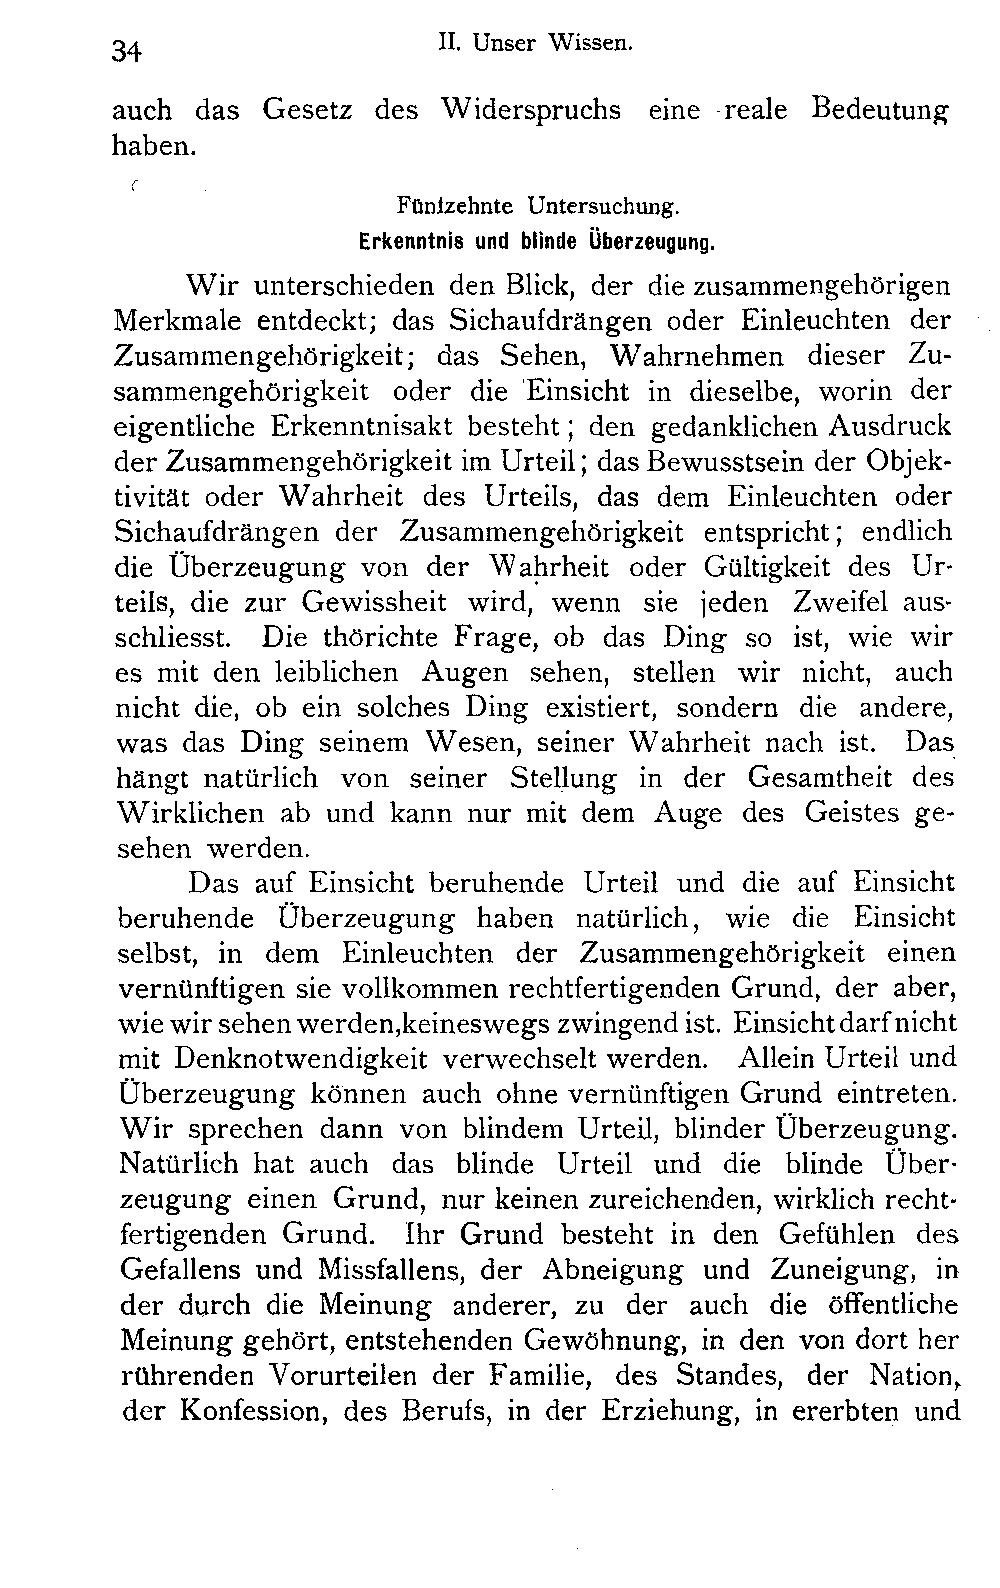 34
II. Unser Wissen.
auch das Gesetz des Widerspruchs eine reale Bedeutung
haben.
Fünfzehnte Untersuchung.
Erkenntnis und blinde Überzeugung.
Wir unterschieden den Blick, der die zusammengehörigen
Merkmale entdeckt; das Sichaufdrängen oder Einleuchten der
Zusammengehörigkeit; das Sehen, Wahrnehmen dieser Zu-
sammengehörigkeit oder die Einsicht in dieselbe, worin der
eigentliche Erkenntnisakt besteht; den gedanklichen Ausdruck
der Zusammengehörigkeit im Urteil; das Bewusstsein der Objek-
tivität oder Wahrheit des Urteils, das dem Einleuchten oder
Sichaufdrängen der Zusammengehörigkeit entspricht; endlich
die Überzeugung von der Wahrheit oder Gültigkeit des Ur-
teils, die zur Gewissheit wird, wenn sie jeden Zweifel aus-
schliesst. Die thörichte Frage, ob das Ding so ist, wie wir
es mit den leiblichen Augen sehen, stellen wir nicht, auch
nicht die, ob ein solches Ding existiert, sondern die andere,
was das Ding seinem Wesen, seiner Wahrheit nach ist. Das
hängt natürlich von seiner Stellung in der Gesamtheit des
Wirklichen ab und kann nur mit dem Auge des Geistes ge-
sehen werden.
Das auf Einsicht beruhende Urteil und die auf Einsicht
beruhende Überzeugung haben natürlich, wie die Einsicht
selbst, in dem Einleuchten der Zusammengehörigkeit einen
vernünftigen sie vollkommen rechtfertigenden Grund, der aber,
wie wir sehen werden,keineswegs zwingend ist. Einsicht darf nicht
mit Denknotwendigkeit verwechselt werden. Allein Urteil und
Überzeugung können auch ohne vernünftigen Grund eintreten.
Wir sprechen dann von blindem Urteil, blinder Überzeugung.
Natürlich hat auch das blinde Urteil und die blinde Über-
zeugung einen Grund, nur keinen zureichenden, wirklich recht-
fertigenden Grund. Ihr Grund besteht in den Gefühlen des
Gefallens und Missfallens, der Abneigung und Zuneigung, in
der durch die Meinung anderer, zu der auch die öffentliche
Meinung gehört, entstehenden Gewöhnung, in den von dort her
rührenden Vorurteilen der Familie, des Standes, der Nation,
der Konfession, des Berufs, in der Erziehung, in ererbten und